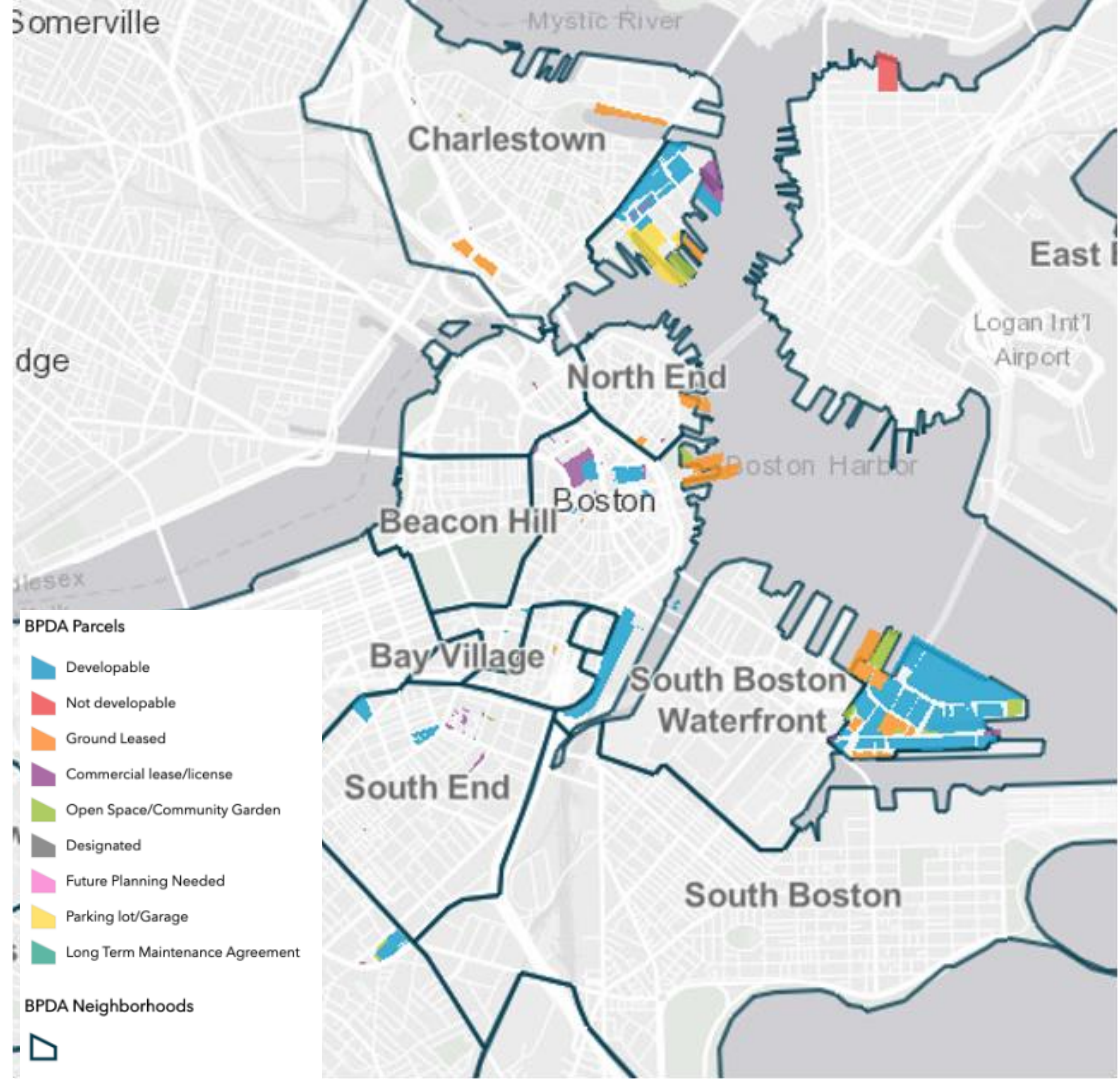 Somerville
Mystic River
Charlestown
East
Logan Int'l
Airport
dge
North End
Boston Harbor
Boston
Beacon Hill
Bay Village
South Boston
Waterfront
South End
South Boston
BPDA Parcels
Developable
Not developable
Ground Leased
Commercial lease/license
Open Space/Community Garden
Designated
Future Planning Needed
Parking lot/Garage
Long Term Maintenance Agreement
BPDA Neighborhoods